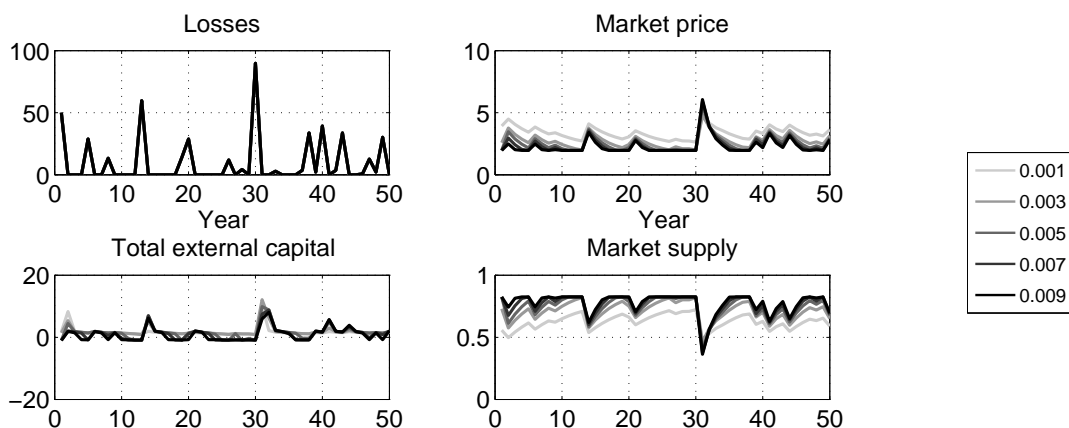 Losses
100
50
0
0 10 20 30 40 50
Year
Market price
10
5
0
0 10 20 30 40 50
Year
Total external capital
20
0
−20
0 10 20 30 40 50
Market supply
1
0.5
0
0 10 20 30 40 50
0.001
0.003
0.005
0.007
0.009